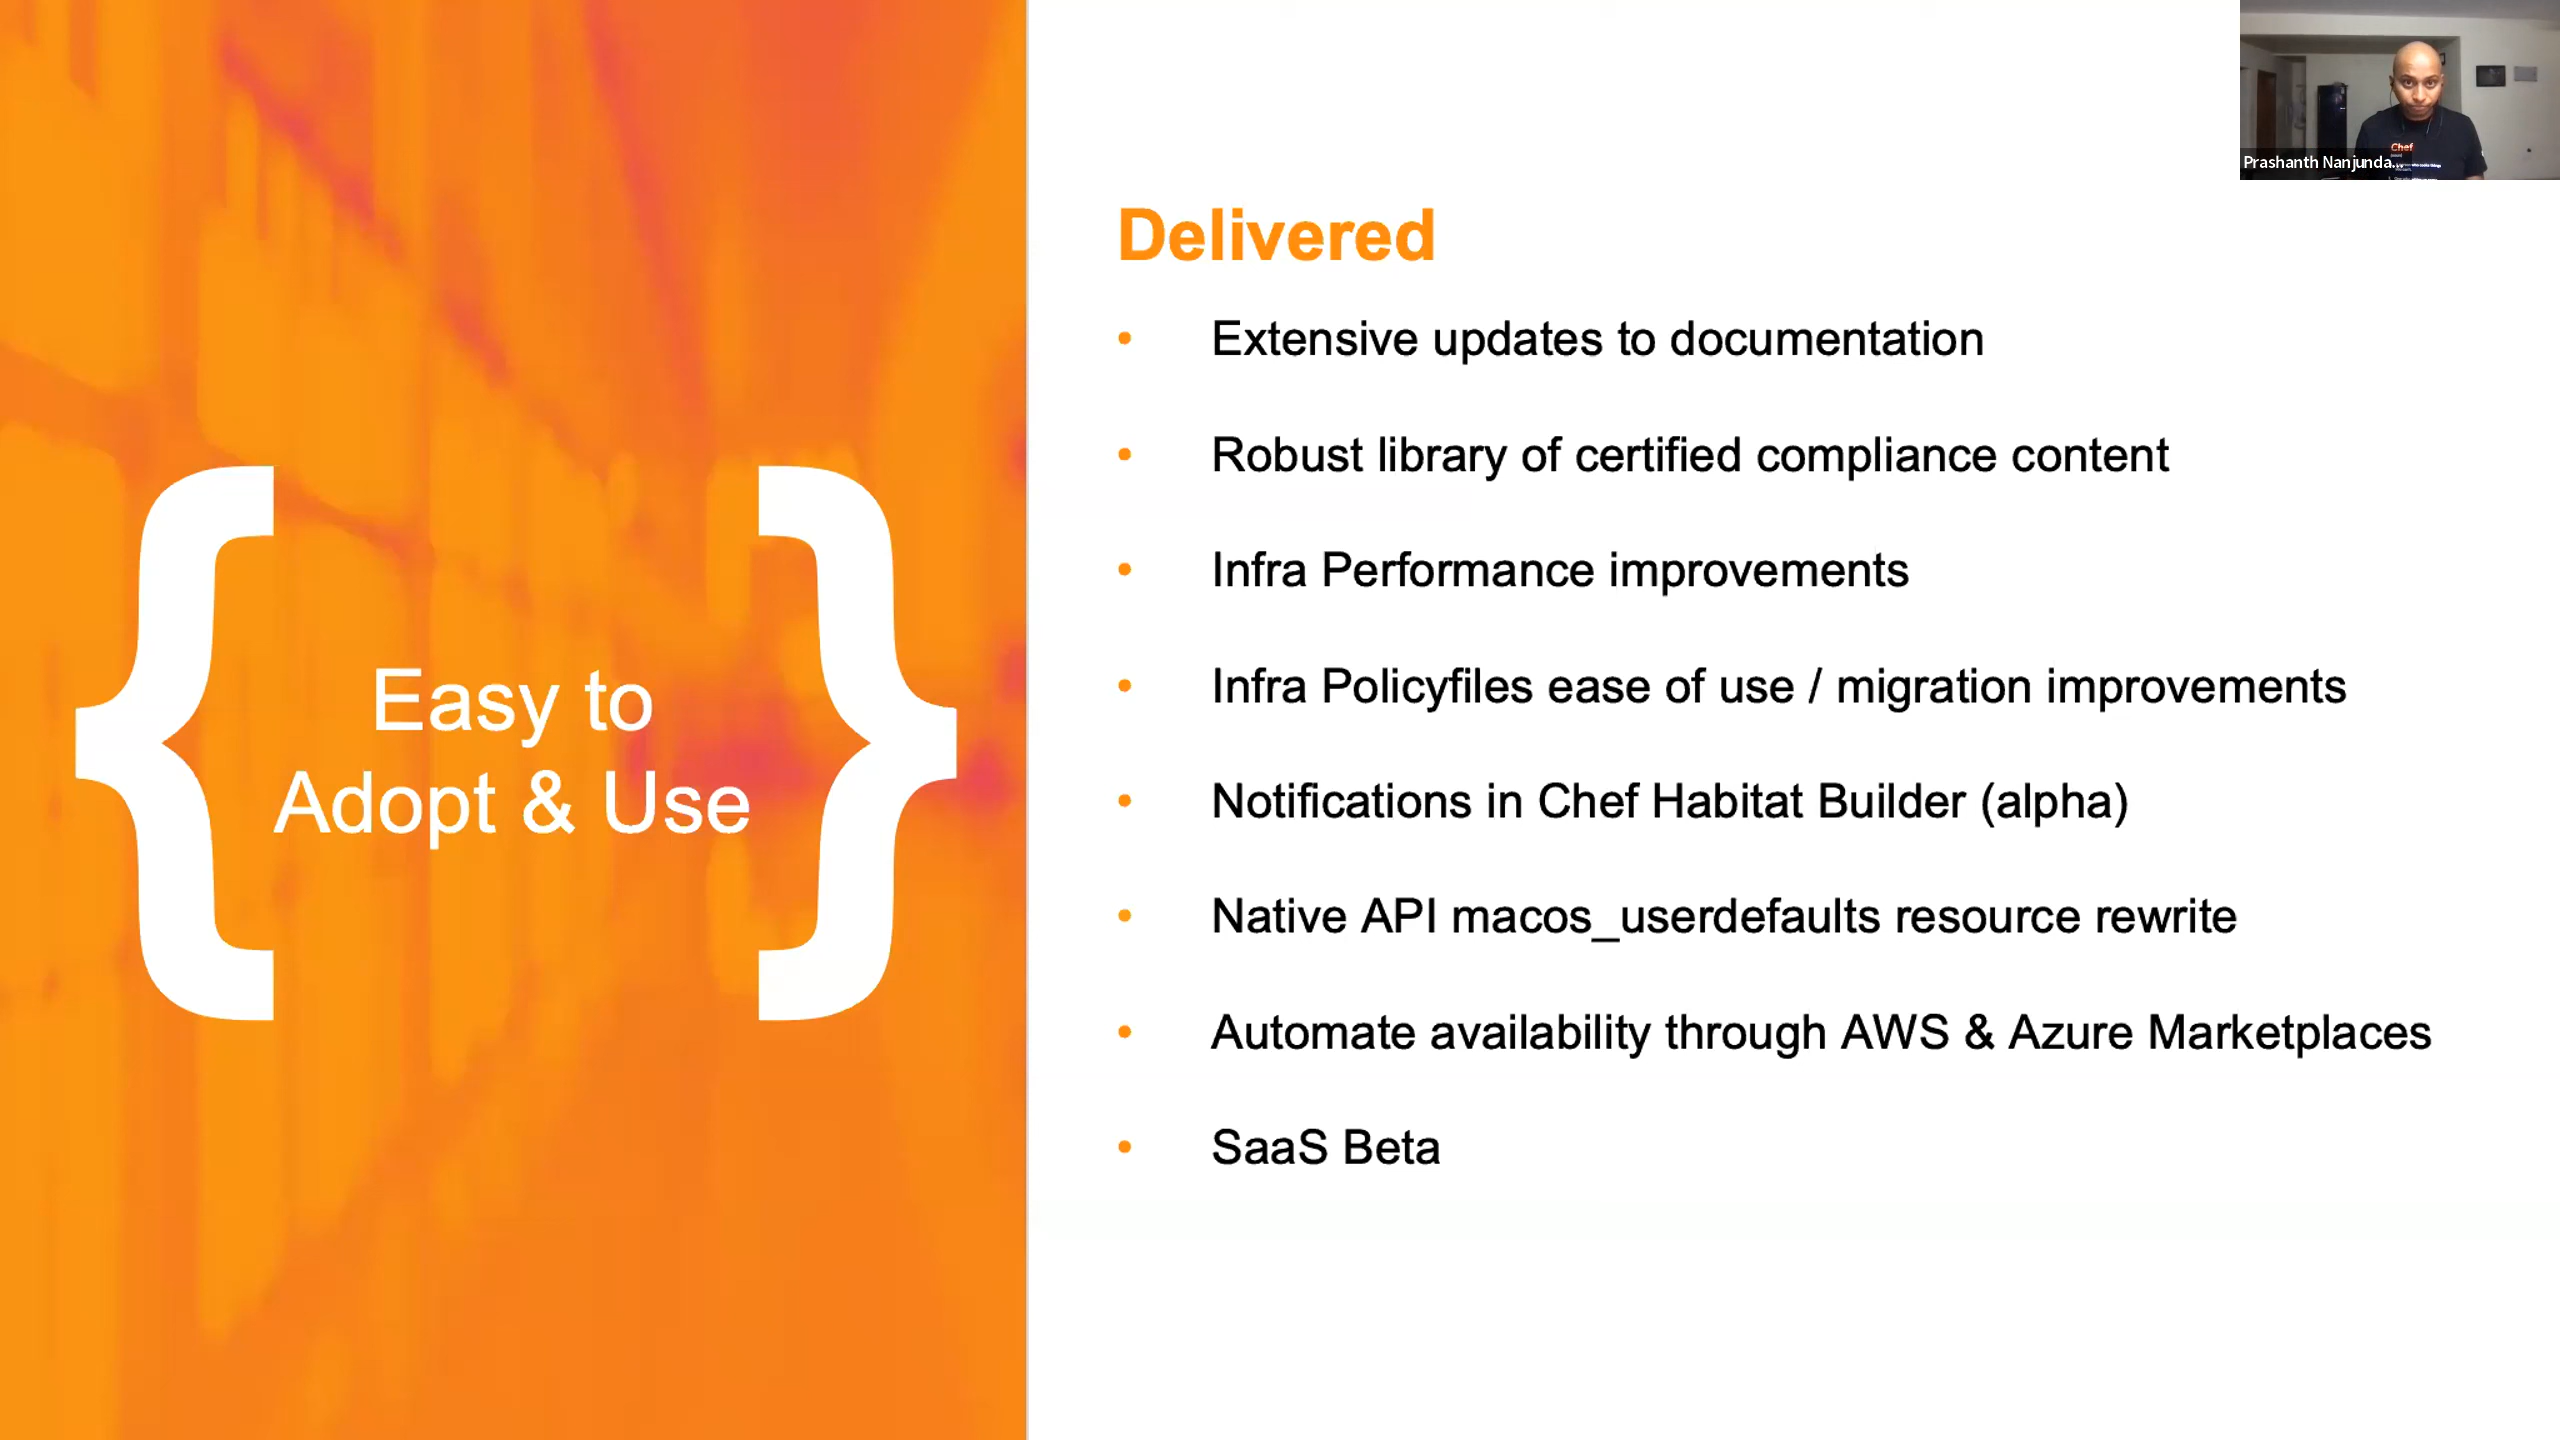 Prashanth Nanjunda...
Chef
Easy to
Adopt & Use
Delivered
• Extensive updates to documentation
• Robust library of certified compliance content
• Infra Performance improvements
• Infra Policyfiles ease of use / migration improvements
• Notifications in Chef Habitat Builder (alpha)
• Native API macos_userdefaults resource rewrite
• Automate availability through AWS & Azure Marketplaces
• SaaS Beta